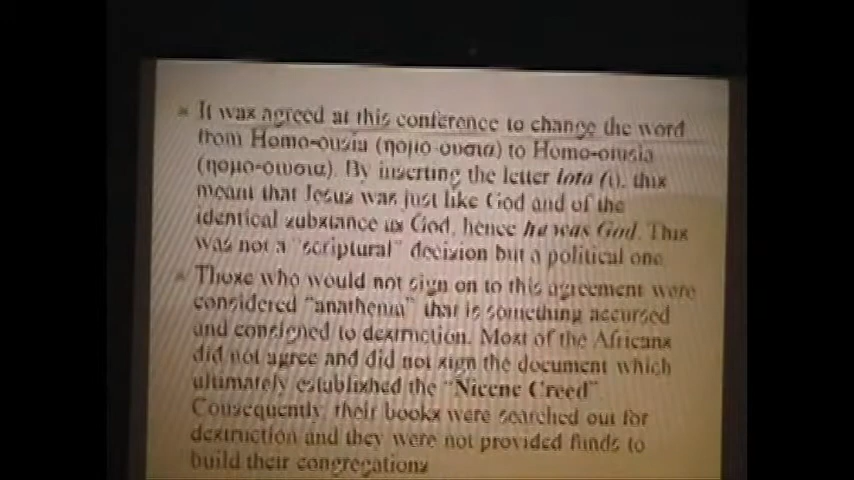 It was agreed at this conference to change the word
from Homo-ousia (ηομο-ουσια) to Homo-oiusia
(ηομο-οιυσια). By inserting the letter Iota (ι), this
meant that Jesus was just like God and of the
identical substance as God, hence he was God. This
was not a "scriptural" decision but a political one.
Those who would not sign on to this agreement were
considered "anathema" that is something accursed
and consigned to destruction. Most of the Africans
did not agree and did not sign the document which
ultimately established the "Nicene Creed".
Consequently, their books were searched out for
destruction and they were not provided funds to
build their congregations